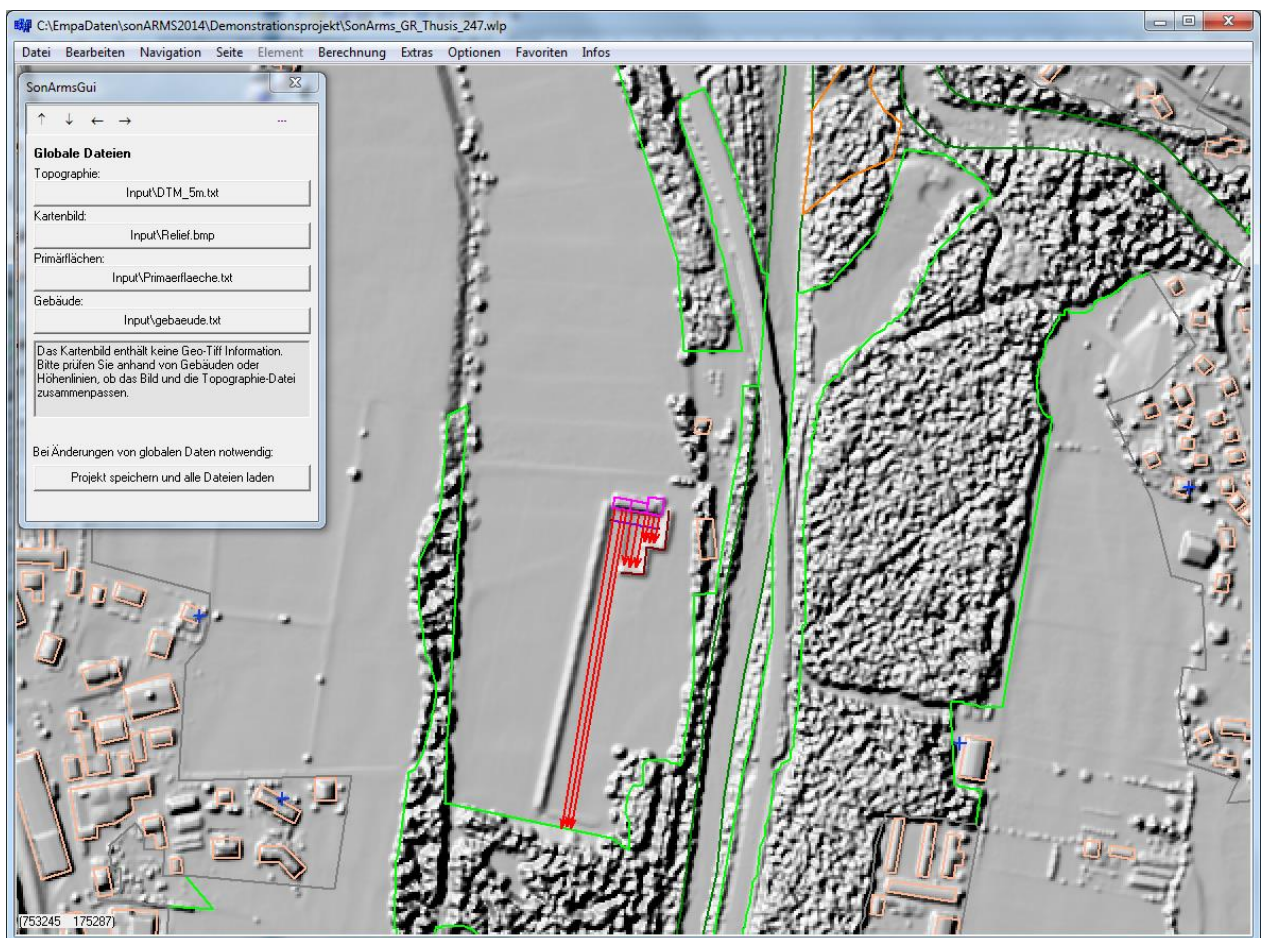 C:\EmpaDaten\sonARMS2014\Demonstrationsprojekt\SonArms_GR_Thusis_247.wlp
Datei Bearbeiten Navigation Seite Element Berechnung Extras Optionen Favoriten Infos
SonArmsGui
Globale Dateien
Topographie:
Input\DTM_5m.txt
Kartenbild:
Input\Relief.bmp
Primärflächen:
Input\Primaerflaeche.txt
Gebäude:
Input\gebaeude.txt
Das Kartenbild enthält keine Geo-Tiff Information.
Bitte prüfen Sie anhand von Gebäuden oder
Höhenlinien, ob das Bild und die Topographie-Datei
zusammenpassen.
Bei Änderungen von globalen Daten notwendig:
Projekt speichern und alle Dateien laden
(753245 175287)